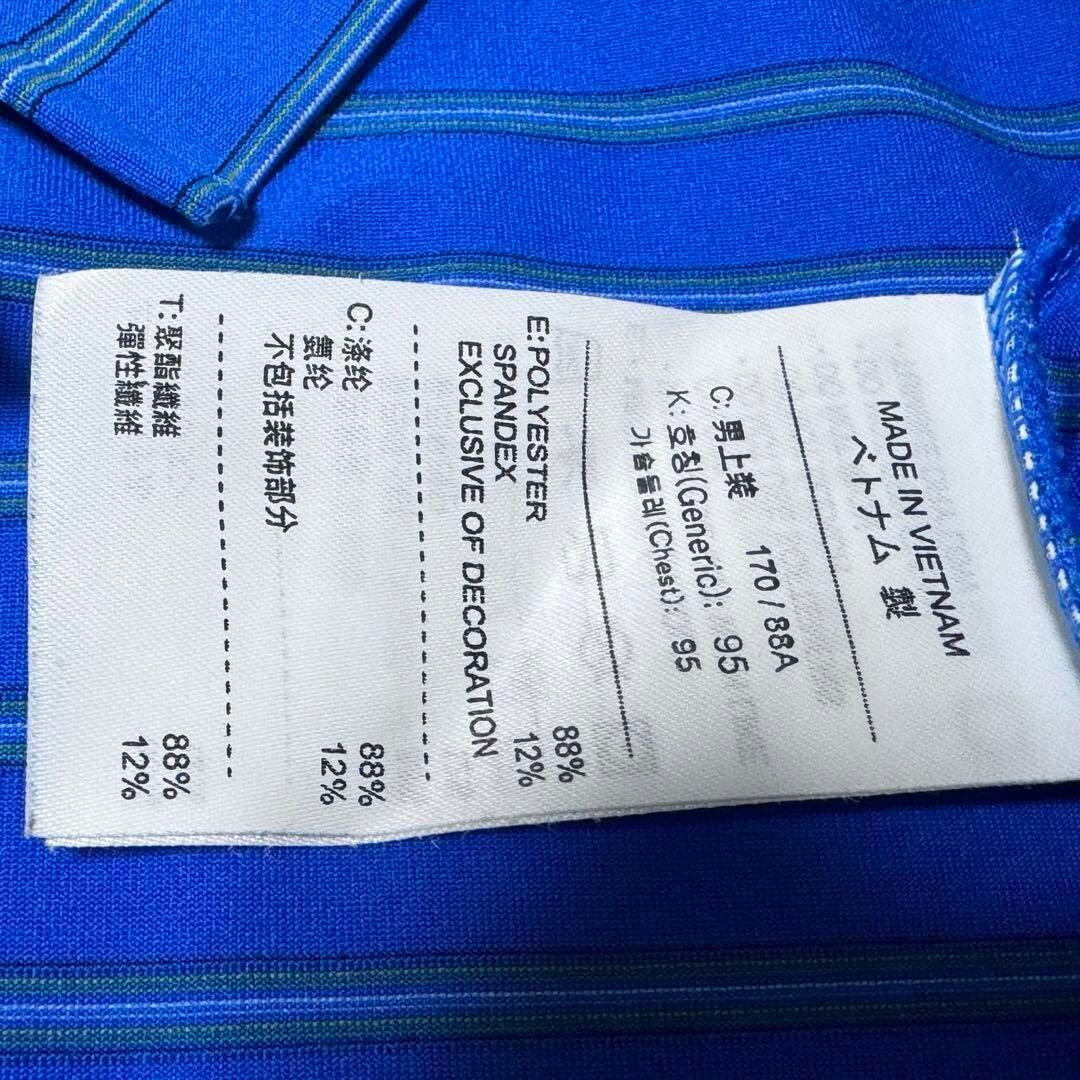 MADE IN VIETNAM
ベトナム 製
C: 男上装 170 / 88A
K: 호칭(Generic): 95
가슴둘레(Chest): 95
E: POLYESTER 88%
SPANDEX 12%
EXCLUSIVE OF DECORATION
C: 涤纶 88%
氨纶 12%
不包括装饰部分
T: 聚酯纖維 88%
彈性纖維 12%